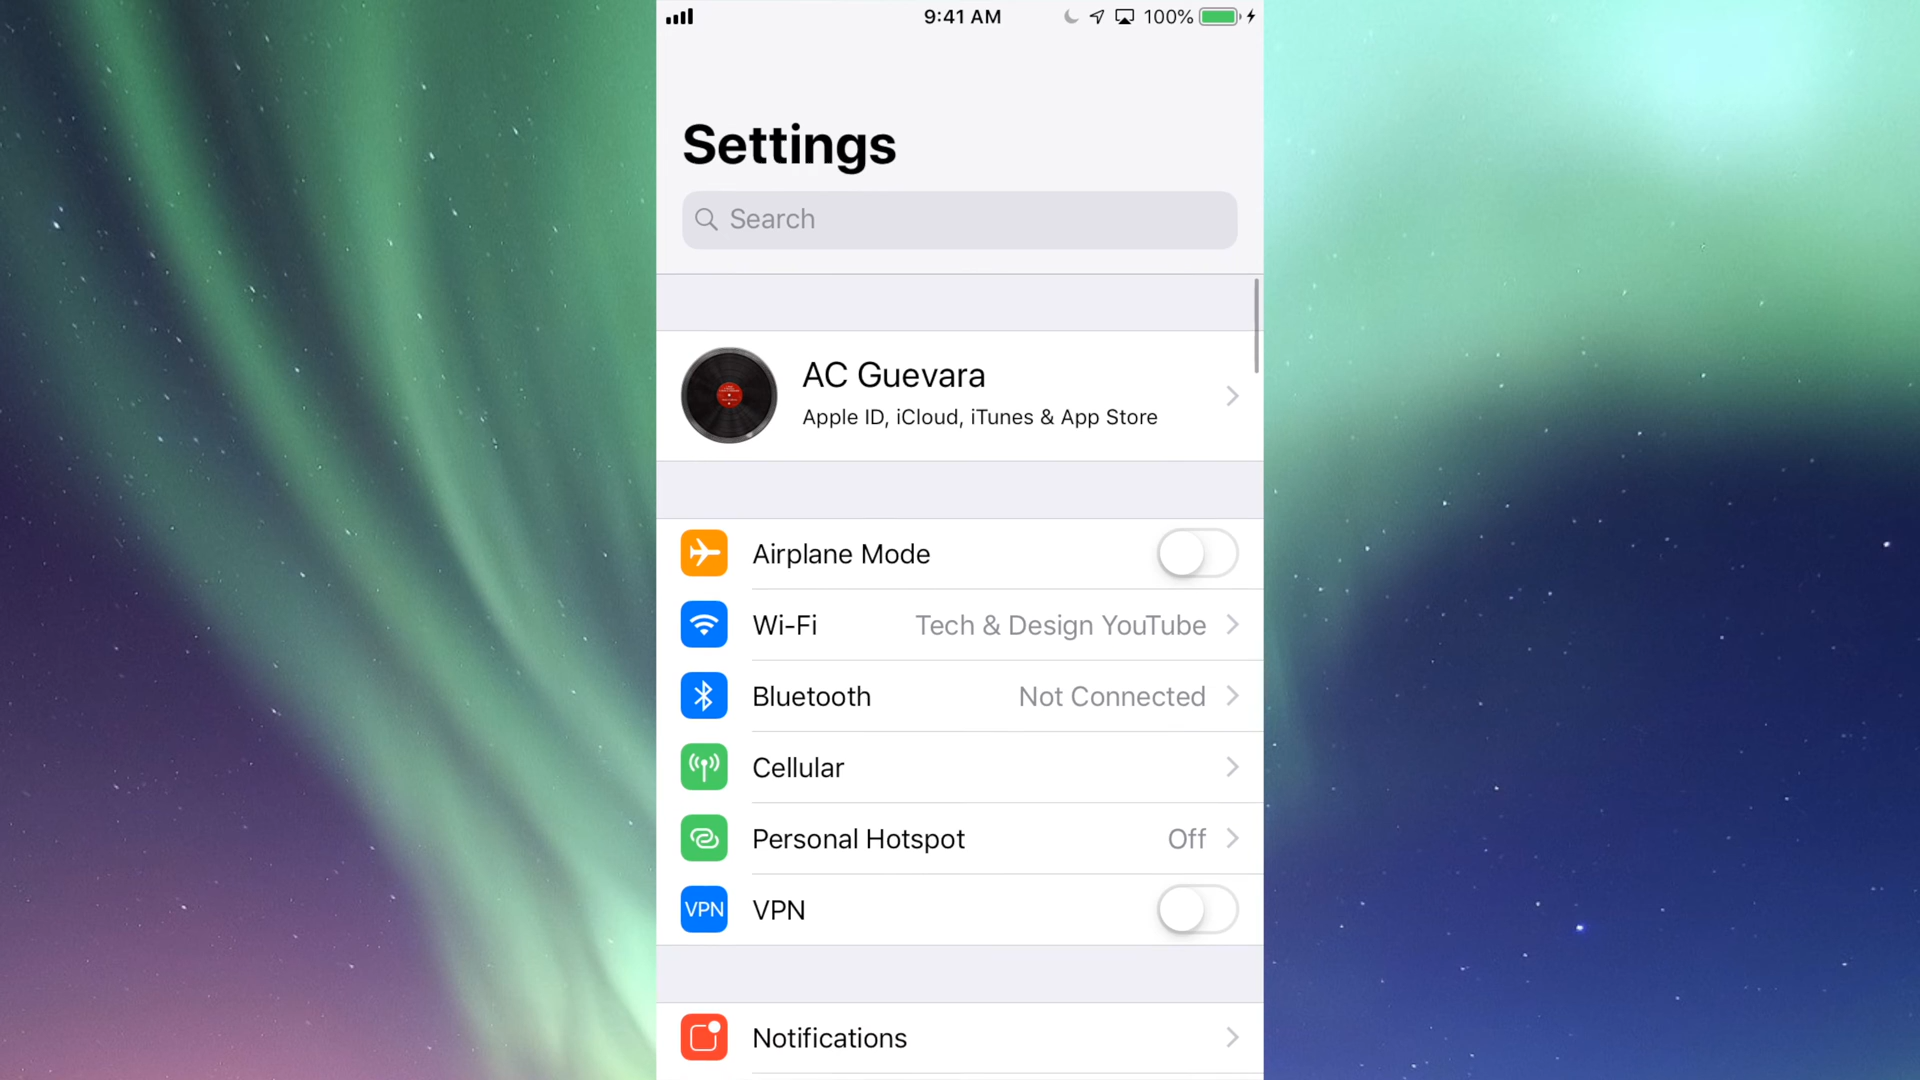 9:41 AM 100%
Settings
Search
AC Guevara
Apple ID, iCloud, iTunes & App Store
Airplane Mode
Wi-Fi Tech & Design YouTube
Bluetooth Not Connected
Cellular
Personal Hotspot Off
VPN VPN
Notifications